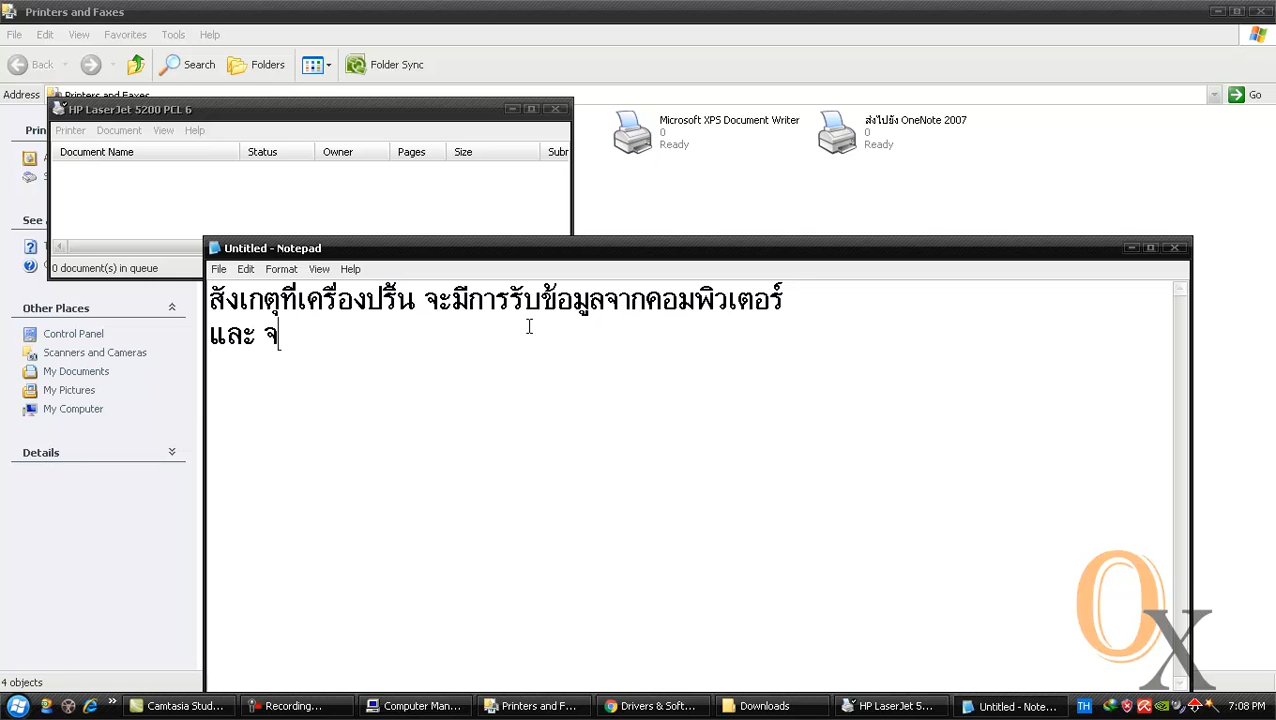 Printers and Faxes
File Edit View Favorites Tools Help
Back Search Folders Folder Sync
Address Printers and Faxes Go
HP LaserJet 5200 PCL 6
Printer Document View Help
Document Name Status Owner Pages Size Subr
0 document(s) in queue
Microsoft XPS Document Writer
0
Ready
ส่งไปยัง OneNote 2007
0
Ready
Prin
See
Other Places
Control Panel
Scanners and Cameras
My Documents
My Pictures
My Computer
Details
Untitled - Notepad
File Edit Format View Help
สังเกตุที่เครื่องปริ้น จะมีการรับข้อมูลจากคอมพิวเตอร์
และ จ
OX
4 objects
Camtasia Stud... Recording... Computer Man... Printers and F... Drivers & Soft... Downloads HP LaserJet 5... Untitled - Note... TH 7:08 PM